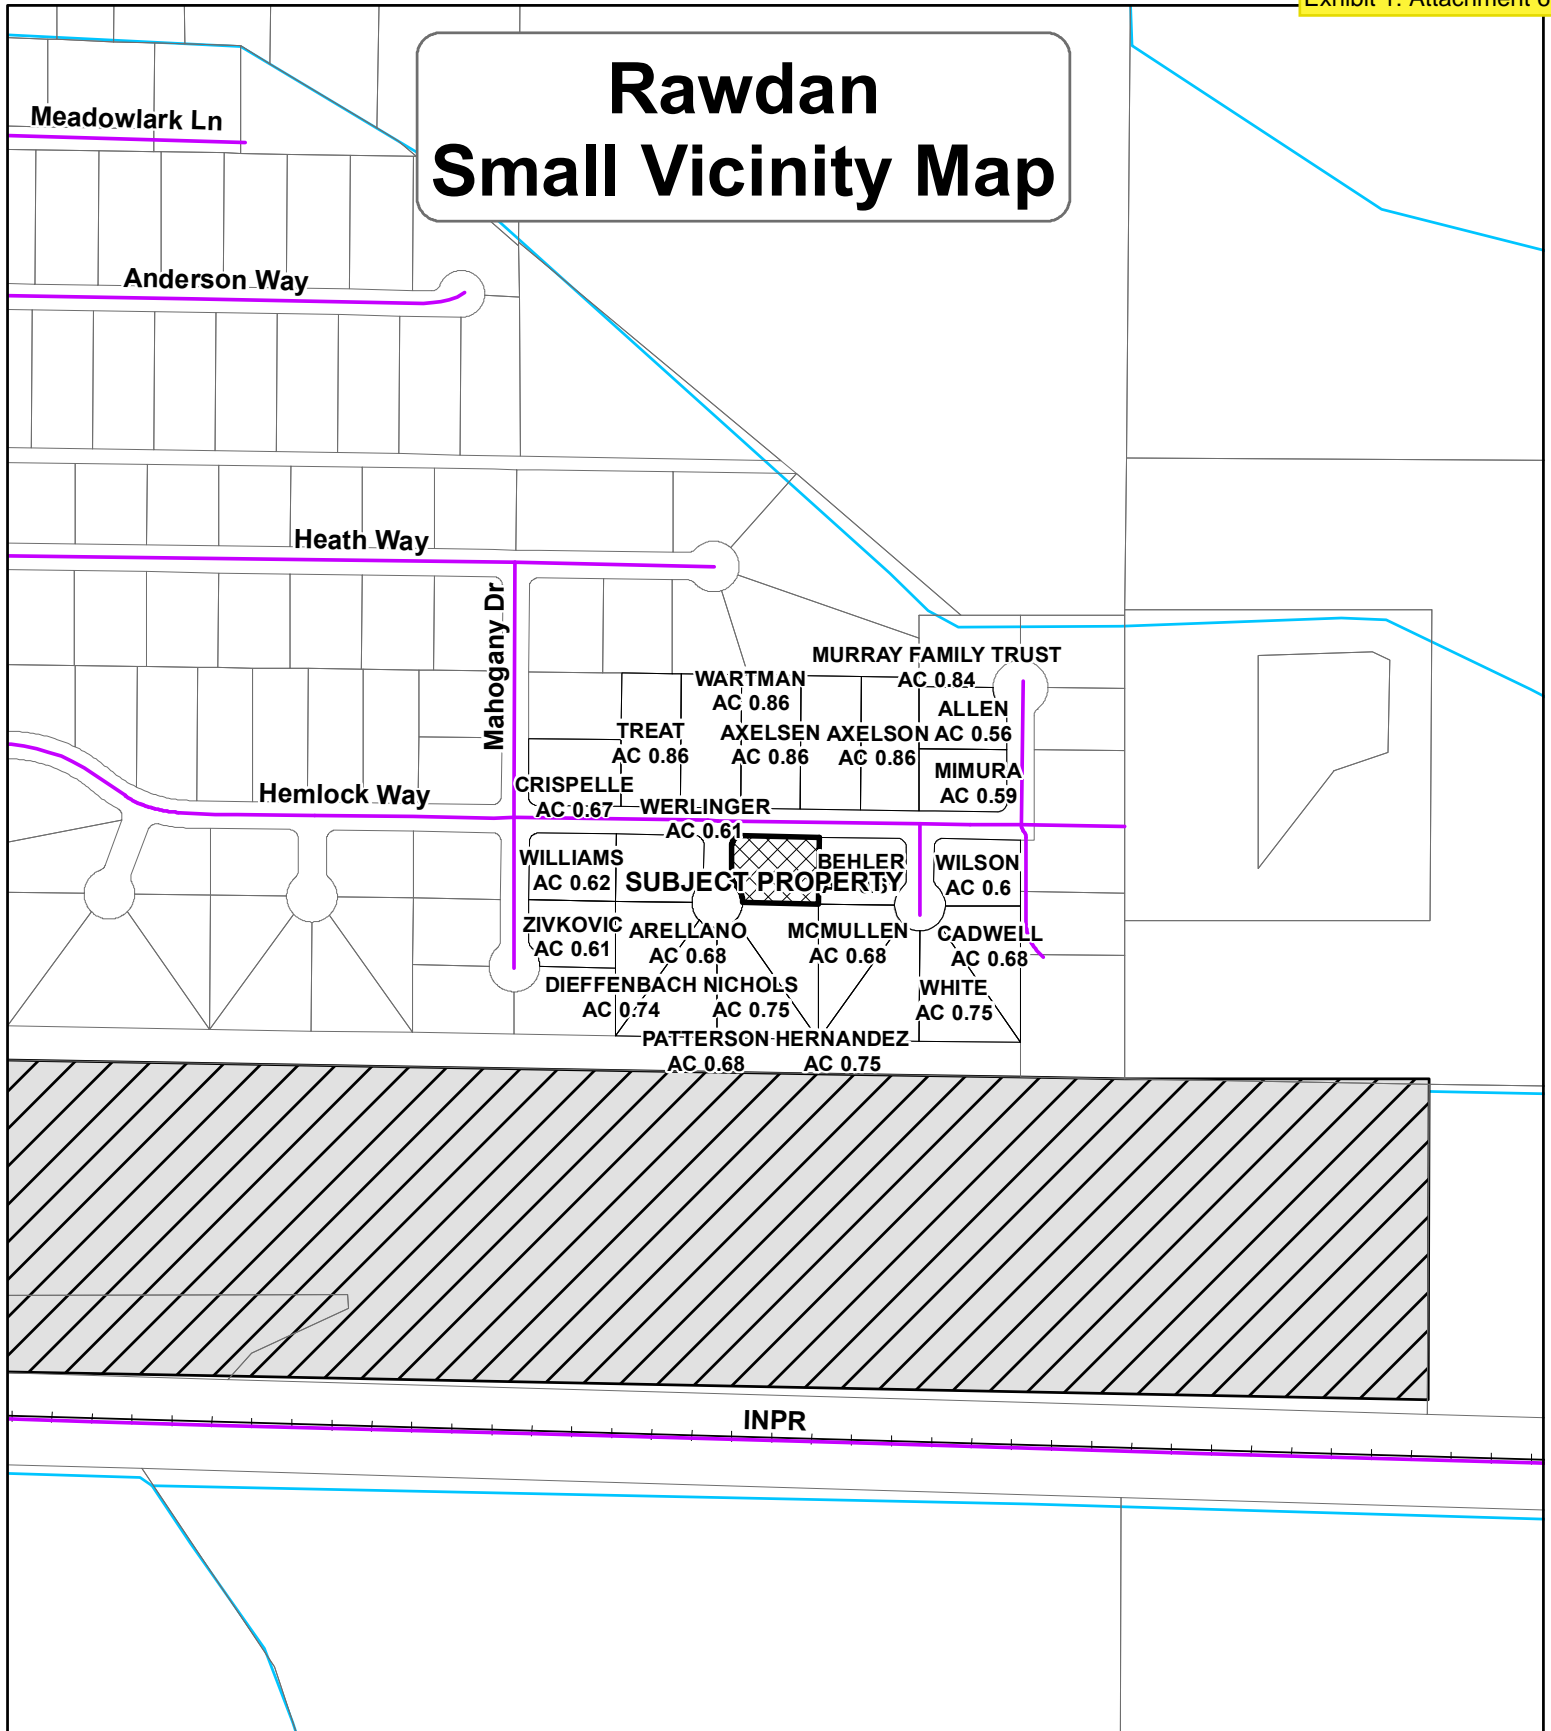 Exhibit 1: Attachment 6
Rawdan
Small Vicinity Map
Meadowlark Ln
Anderson Way
Heath Way
Mahogany Dr
Hemlock Way
MURRAY FAMILY TRUST
AC 0.84
WARTMAN
AC 0.86
ALLEN
AC 0.56
TREAT
AC 0.86
AXELSEN
AC 0.86
AXELSON
AC 0.86
MIMURA
AC 0.59
CRISPELLE
AC 0.67
WERLINGER
AC 0.61
WILLIAMS
AC 0.62
BEHLER
SUBJECT PROPERTY
WILSON
AC 0.6
ZIVKOVIC
AC 0.61
ARELLANO
AC 0.68
MCMULLEN
AC 0.68
CADWELL
AC 0.68
DIEFFENBACH
AC 0.74
NICHOLS
AC 0.75
WHITE
AC 0.75
PATTERSON
AC 0.68
HERNANDEZ
AC 0.75
INPR